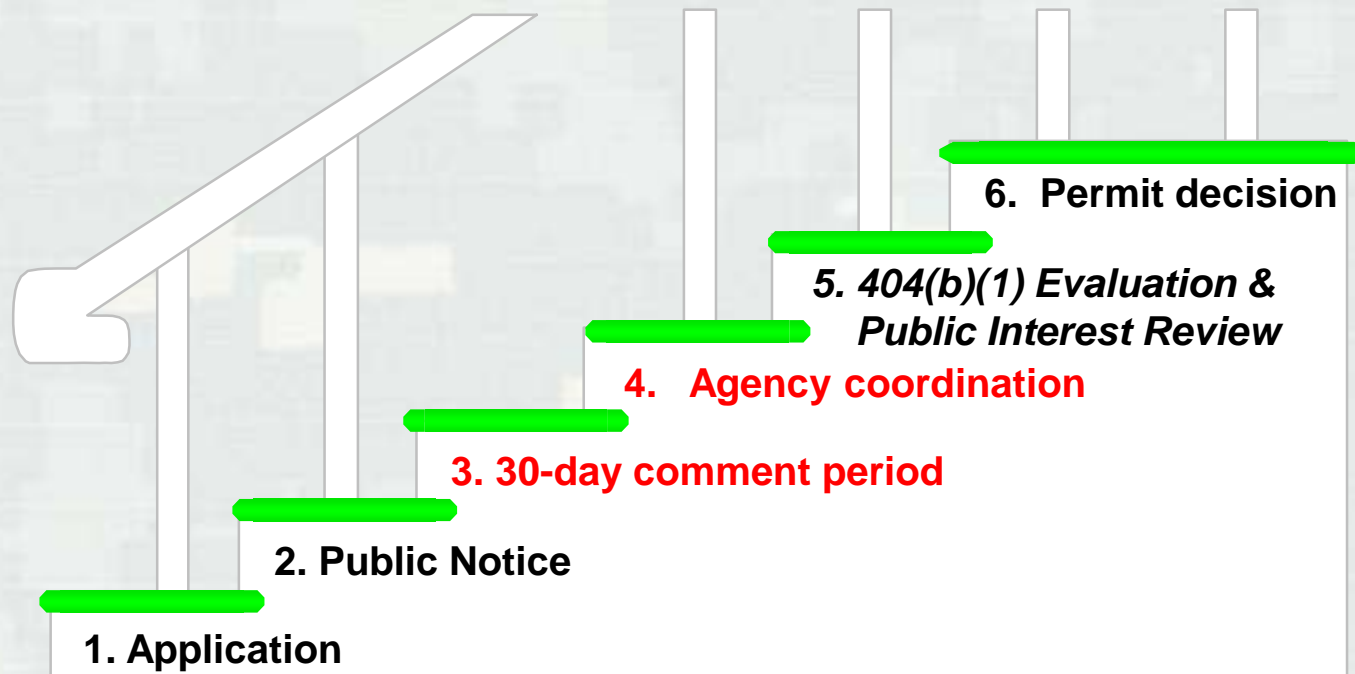 6. Permit decision
5. 404(b)(1) Evaluation &
Public Interest Review
4. Agency coordination
3. 30-day comment period
2. Public Notice
1. Application